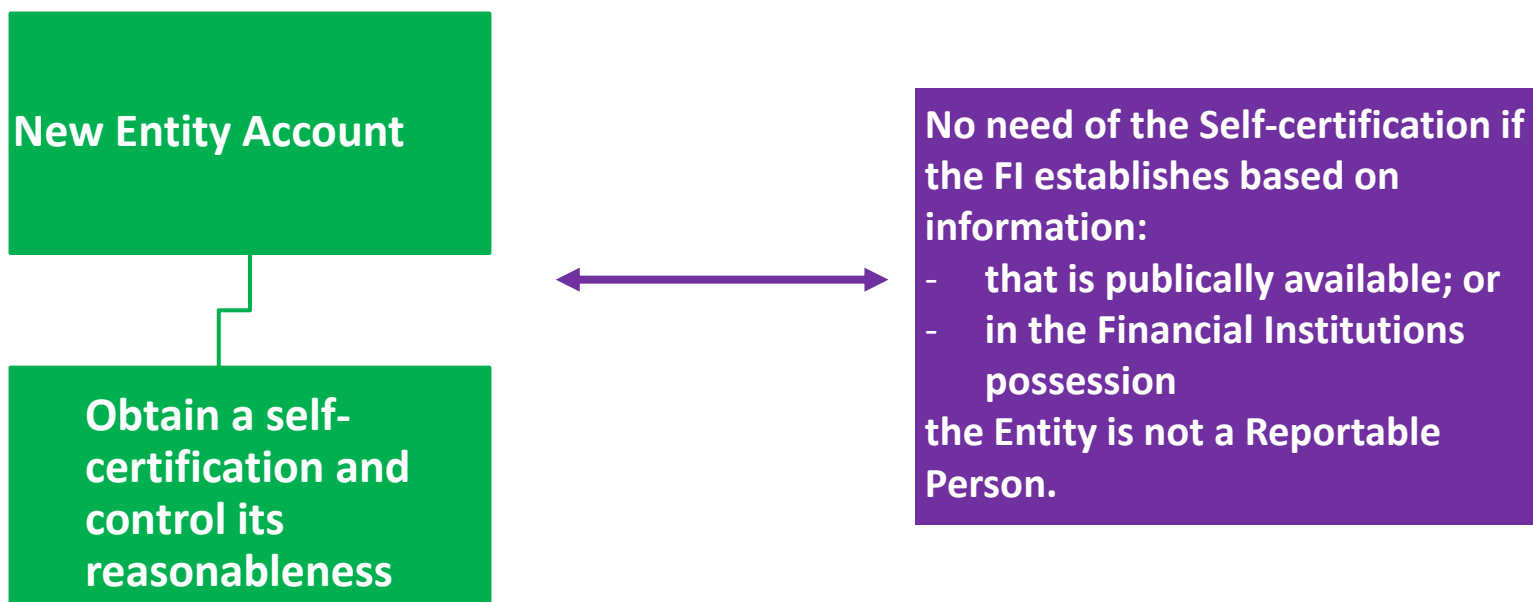 New Entity Account
Obtain a self-
certification and
control its
reasonableness
No need of the Self-certification if
the FI establishes based on
information:
- that is publically available; or
- in the Financial Institutions
possession
the Entity is not a Reportable
Person.